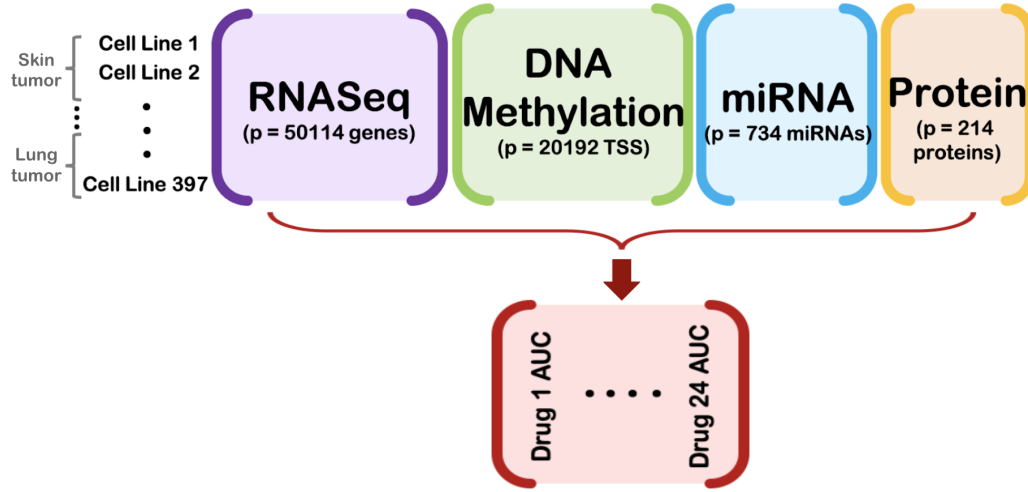 Skin
tumor
Cell Line 1
Cell Line 2
Lung
tumor
Cell Line 397
RNASeq
(p = 50114 genes)
DNA
Methylation
(p = 20192 TSS)
miRNA
(p = 734 miRNAs)
Protein
(p = 214
proteins)
Drug 1 AUC
Drug 24 AUC